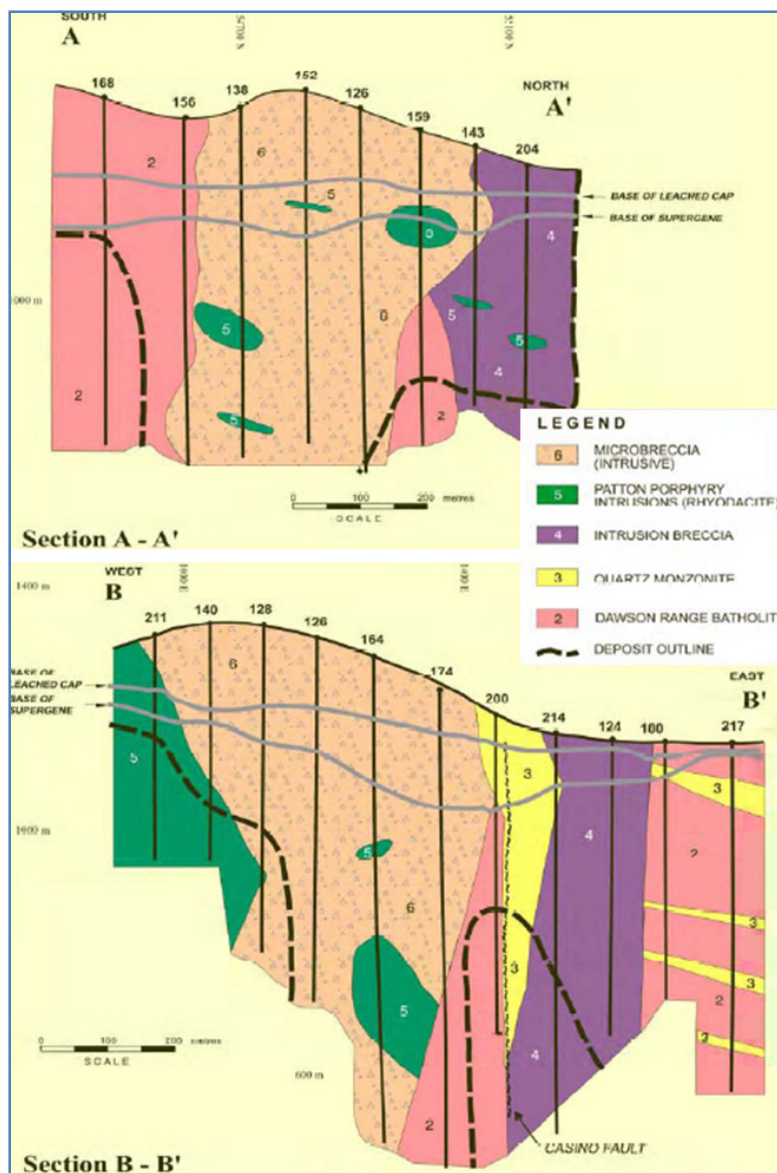 SOUTH
A
168
156
138
152
126
159
143
204
NORTH
A'
2
6
5
4
BASE OF LEACHED CAP
BASE OF SUPERGENE
5
5
6
5
4
5
2
2
0 100 200 metres
SCALE
Section A - A'
LEGEND
6 MICROBRECCIA
(INTRUSIVE)
5 PATTON PORPHYRY
INTRUSIONS (RHYODACITE)
4 INTRUSION BRECCIA
3 QUARTZ MONZONITE
2 DAWSON RANGE BATHOLIT
DEPOSIT OUTLINE
1400 m
WEST
B
1400 E
211
140
128
126
164
174
200
214
124
100
217
EAST
B'
BASE OF
LEACHED CAP
BASE OF
SUPERGENE
6
5
3
3
4
2
5
6
3
3
3
5
2
2
4
2
0 100 200
SCALE
600 m
CASINO FAULT
Section B - B'